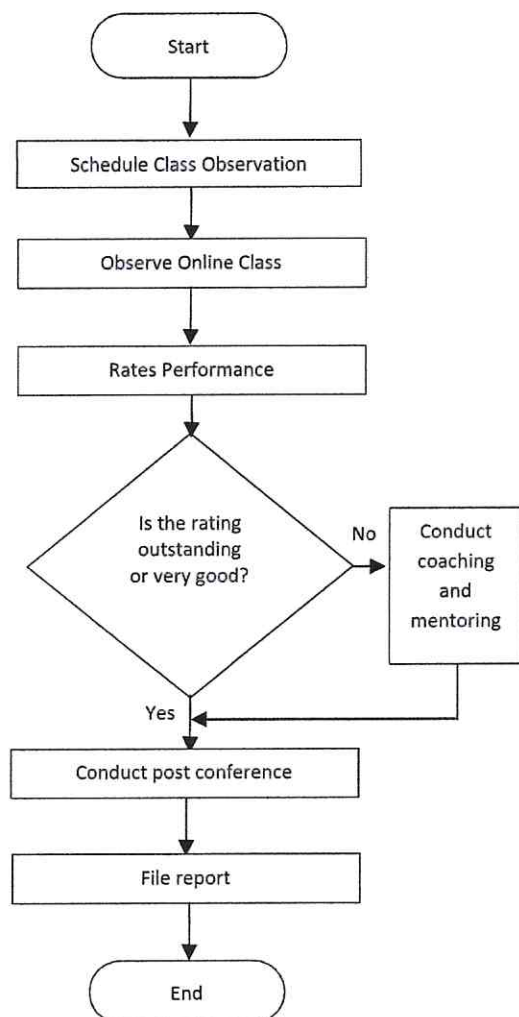 Start
Schedule Class Observation
Observe Online Class
Rates Performance
Is the rating
outstanding
or very good?
No
Conduct
coaching
and
mentoring
Yes
Conduct post conference
File report
End